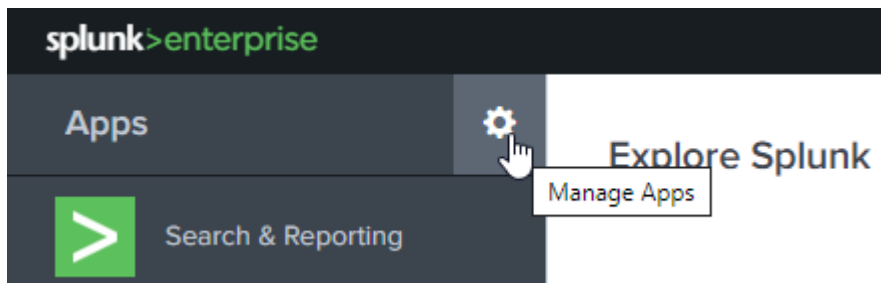 splunk>enterprise
Apps
Explore Splunk
Manage Apps
Search & Reporting